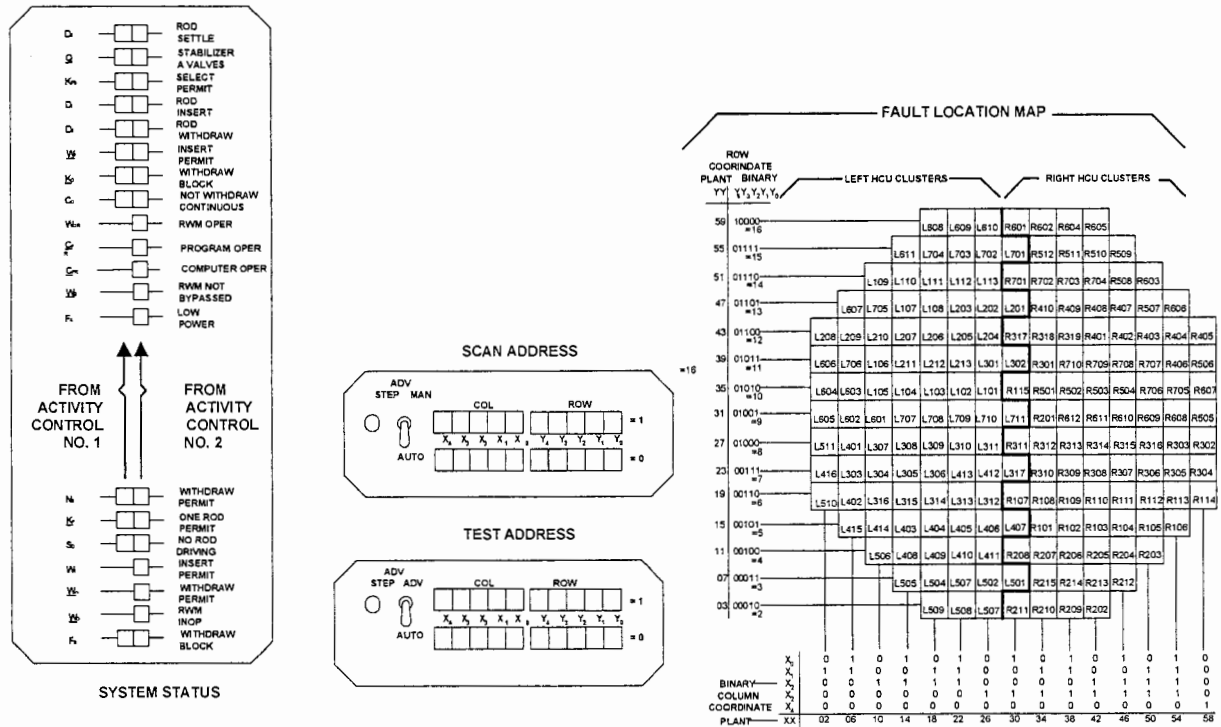 ROD
SETTLE
STABILIZER
A VALVES
SELECT
PERMIT
ROD
INSERT
ROD
WITHDRAW
INSERT
PERMIT
WITHDRAW
BLOCK
NOT WITHDRAW
CONTINUOUS
RWM OPER
PROGRAM OPER
COMPUTER OPER
RWM NOT
BYPASSED
LOW
POWER
FROM
ACTIVITY
CONTROL
NO. 1
FROM
ACTIVITY
CONTROL
NO. 2
WITHDRAW
PERMIT
ONE ROD
PERMIT
NO ROD
DRIVING
INSERT
PERMIT
WITHDRAW
PERMIT
RWM
INOP
WITHDRAW
BLOCK
SYSTEM STATUS
SCAN ADDRESS
ADV
STEP MAN
COL ROW
= 1
AUTO
= 0
TEST ADDRESS
ADV
STEP ADV
COL ROW
= 1
AUTO
= 0
FAULT LOCATION MAP
ROW
COORINDATE
PLANT BINARY
YY
LEFT HCU CLUSTERS
RIGHT HCU CLUSTERS
=16
59 10000 =16 L608 L609 L610 R601 R602 R604 R605
55 01111 =15 L611 L704 L703 L702 L701 R512 R511 R510 R509
51 01110 =14 L109 L110 L111 L112 L113 R701 R702 R703 R704 R508 R603
47 01101 =13 L607 L705 L107 L108 L203 L202 L201 R410 R409 R408 R407 R507 R606
43 01100 =12 L208 L209 L210 L207 L206 L205 L204 R317 R318 R319 R401 R402 R403 R404 R405
39 01011 =11 L606 L706 L106 L211 L212 L213 L301 L302 R301 R710 R709 R708 R707 R406 R506
35 01010 =10 L604 L603 L105 L104 L103 L102 L101 R115 R501 R502 R503 R504 R706 R705 R607
31 01001 =9 L605 L602 L601 L707 L708 L709 L710 L711 R201 R612 R611 R610 R609 R608 R505
27 01000 =8 L511 L401 L307 L308 L309 L310 L311 R311 R312 R313 R314 R315 R316 R303 R302
23 00111 =7 L416 L303 L304 L305 L306 L413 L412 L317 R310 R309 R308 R307 R306 R305 R304
19 00110 =6 L510 L402 L316 L315 L314 L313 L312 R107 R108 R109 R110 R111 R112 R113 R114
15 00101 =5 L415 L414 L403 L404 L405 L406 L407 R101 R102 R103 R104 R105 R106
11 00100 =4 L506 L408 L409 L410 L411 R208 R207 R206 R205 R204 R203
07 00011 =3 L505 L504 L507 L502 L501 R215 R214 R213 R212
03 00010 =2 L509 L508 L507 R211 R210 R209 R202
0 1 0 1 0 1 0 1 0 1 0 1 0 1 0
BINARY
COLUMN
COORDINATE
PLANT XX 02 06 10 14 18 22 26 30 34 38 42 46 50 54 58